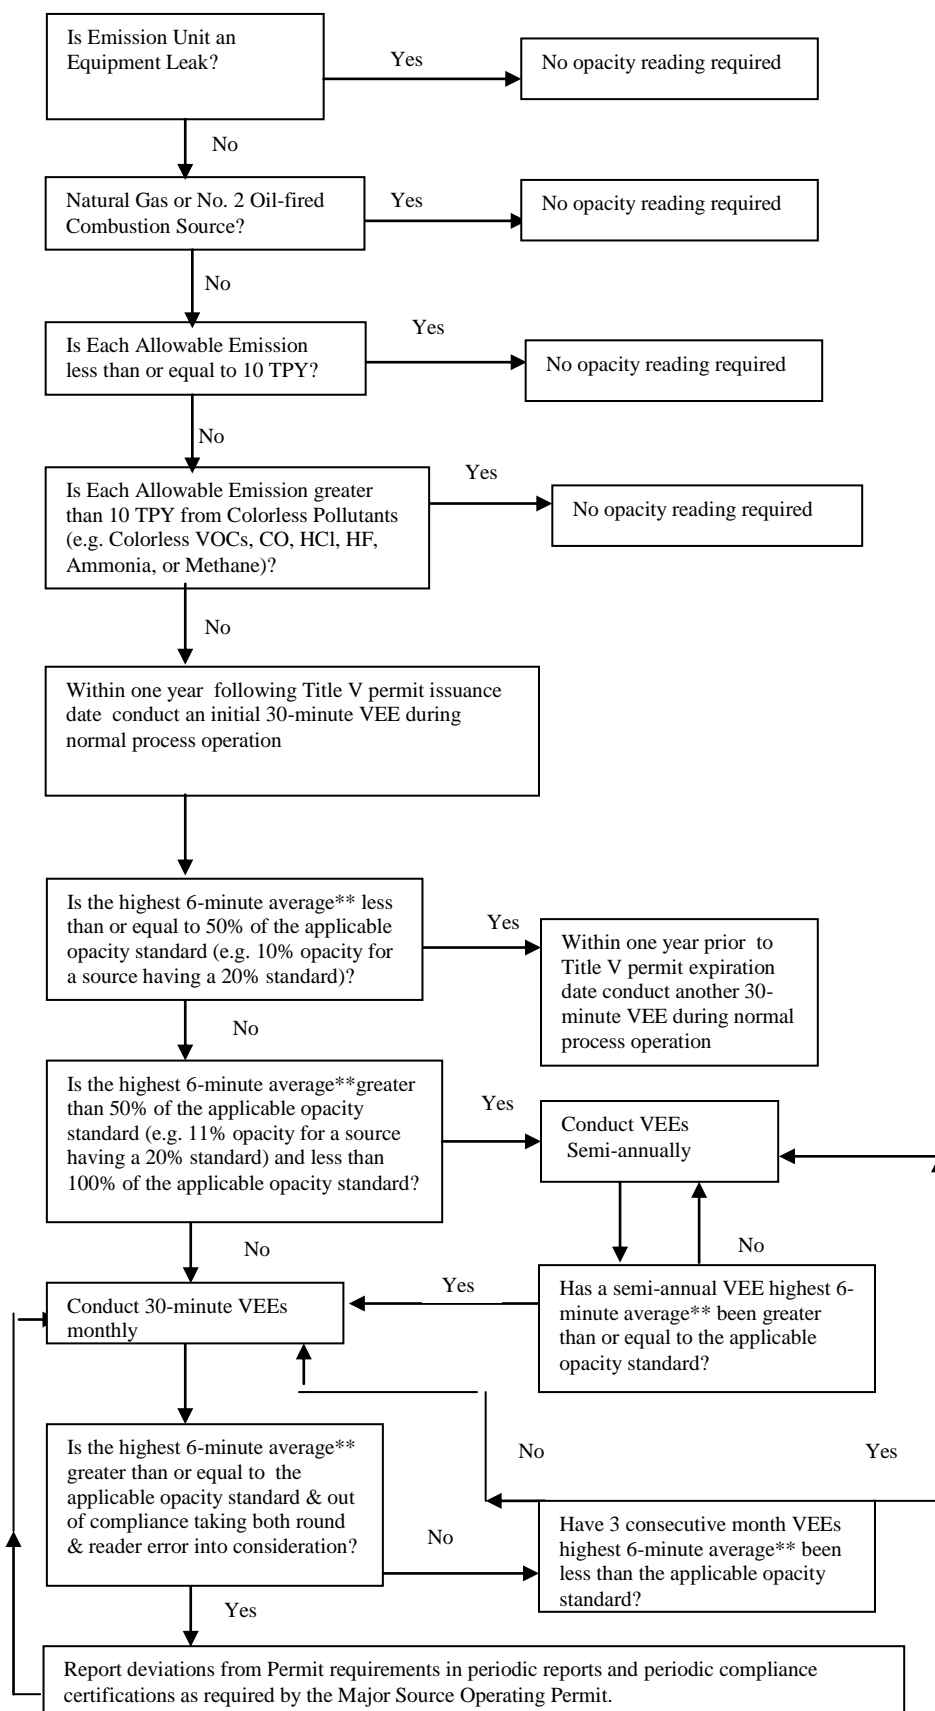 Is Emission Unit an
Equipment Leak?
Yes
No opacity reading required
No
Natural Gas or No. 2 Oil-fired
Combustion Source?
Yes
No opacity reading required
No
Is Each Allowable Emission
less than or equal to 10 TPY?
Yes
No opacity reading required
No
Is Each Allowable Emission greater
than 10 TPY from Colorless Pollutants
(e.g. Colorless VOCs, CO, HCl, HF,
Ammonia, or Methane)?
Yes
No opacity reading required
No
Within one year following Title V permit issuance
date conduct an initial 30-minute VEE during
normal process operation
Is the highest 6-minute average** less
than or equal to 50% of the applicable
opacity standard (e.g. 10% opacity for
a source having a 20% standard)?
Yes
Within one year prior to
Title V permit expiration
date conduct another 30-
minute VEE during normal
process operation
No
Is the highest 6-minute average**greater
than 50% of the applicable opacity
standard (e.g. 11% opacity for a source
having a 20% standard) and less than
100% of the applicable opacity standard?
Yes
Conduct VEEs
Semi-annually
No
No
Has a semi-annual VEE highest 6-
minute average** been greater
than or equal to the applicable
opacity standard?
Yes
Conduct 30-minute VEEs
monthly
Is the highest 6-minute average**
greater than or equal to the
applicable opacity standard & out
of compliance taking both round
& reader error into consideration?
No
No
Yes
Have 3 consecutive month VEEs
highest 6-minute average** been
less than the applicable opacity
standard?
Yes
Report deviations from Permit requirements in periodic reports and periodic compliance
certifications as required by the Major Source Operating Permit.